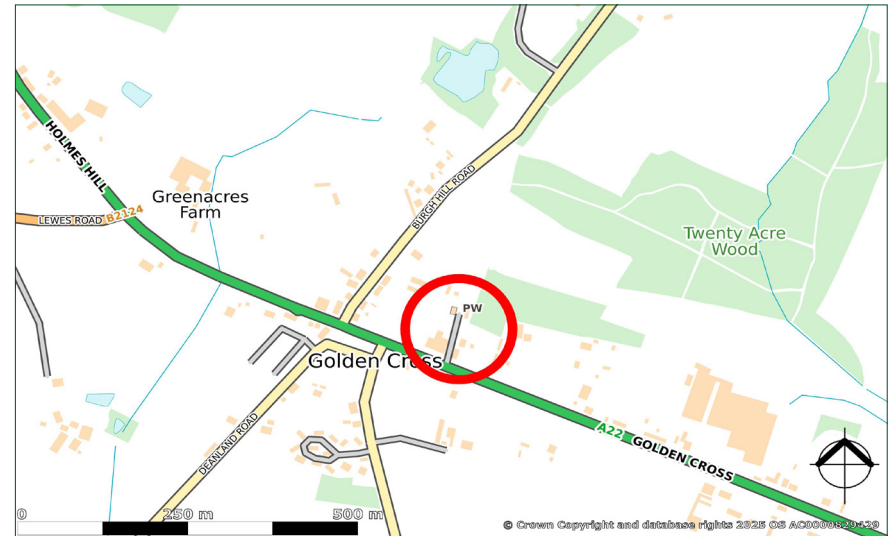 HOLMES HILL
LEWES ROAD
B2124
Greenacres
Farm
BURGH HILL ROAD
Twenty Acre
Wood
PW
Golden Cross
DEANLAND ROAD
A22
GOLDEN CROSS
0
250 m
500 m
© Crown Copyright and database rights 2025 OS AC0000829429